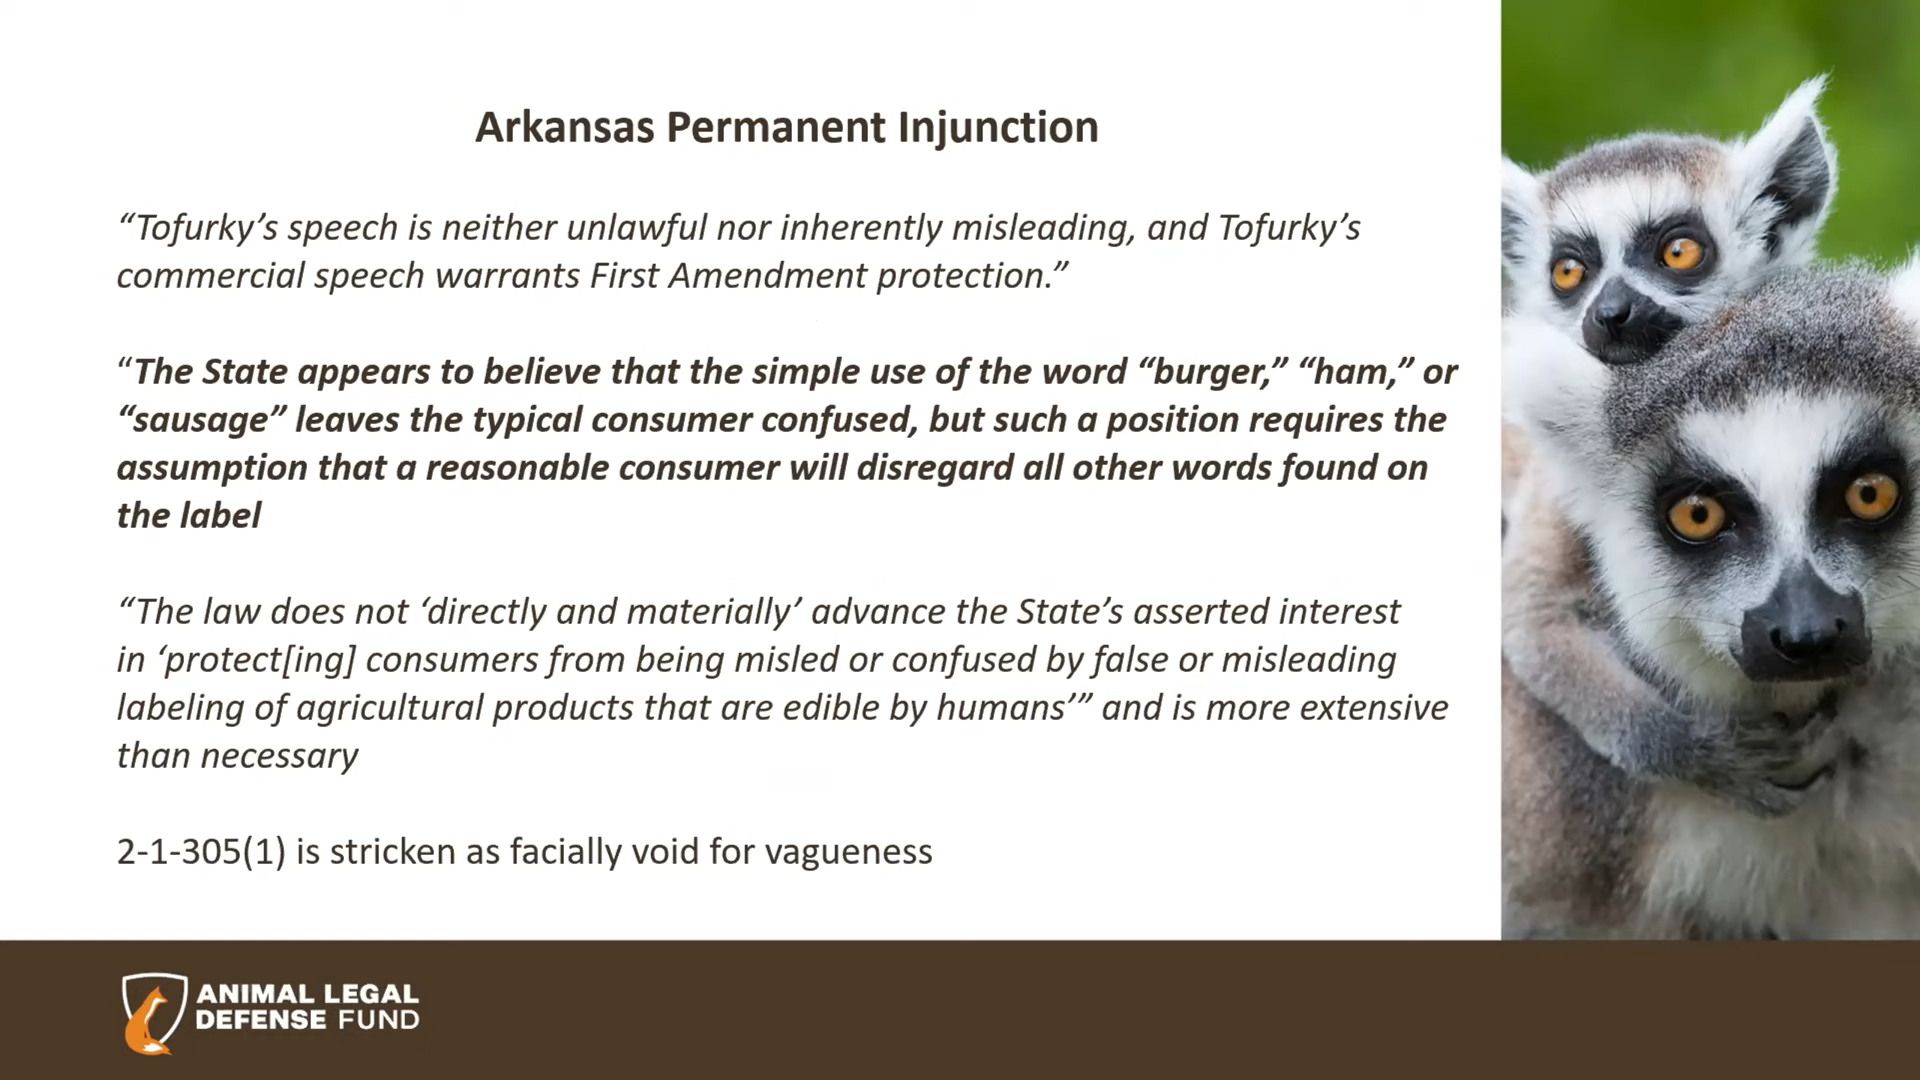 Arkansas Permanent Injunction
“Tofurky’s speech is neither unlawful nor inherently misleading, and Tofurky’s
commercial speech warrants First Amendment protection.”
“The State appears to believe that the simple use of the word “burger,” “ham,” or
“sausage” leaves the typical consumer confused, but such a position requires the
assumption that a reasonable consumer will disregard all other words found on
the label
“The law does not ‘directly and materially’ advance the State’s asserted interest
in ‘protect[ing] consumers from being misled or confused by false or misleading
labeling of agricultural products that are edible by humans’” and is more extensive
than necessary
2-1-305(1) is stricken as facially void for vagueness
ANIMAL LEGAL
DEFENSE FUND